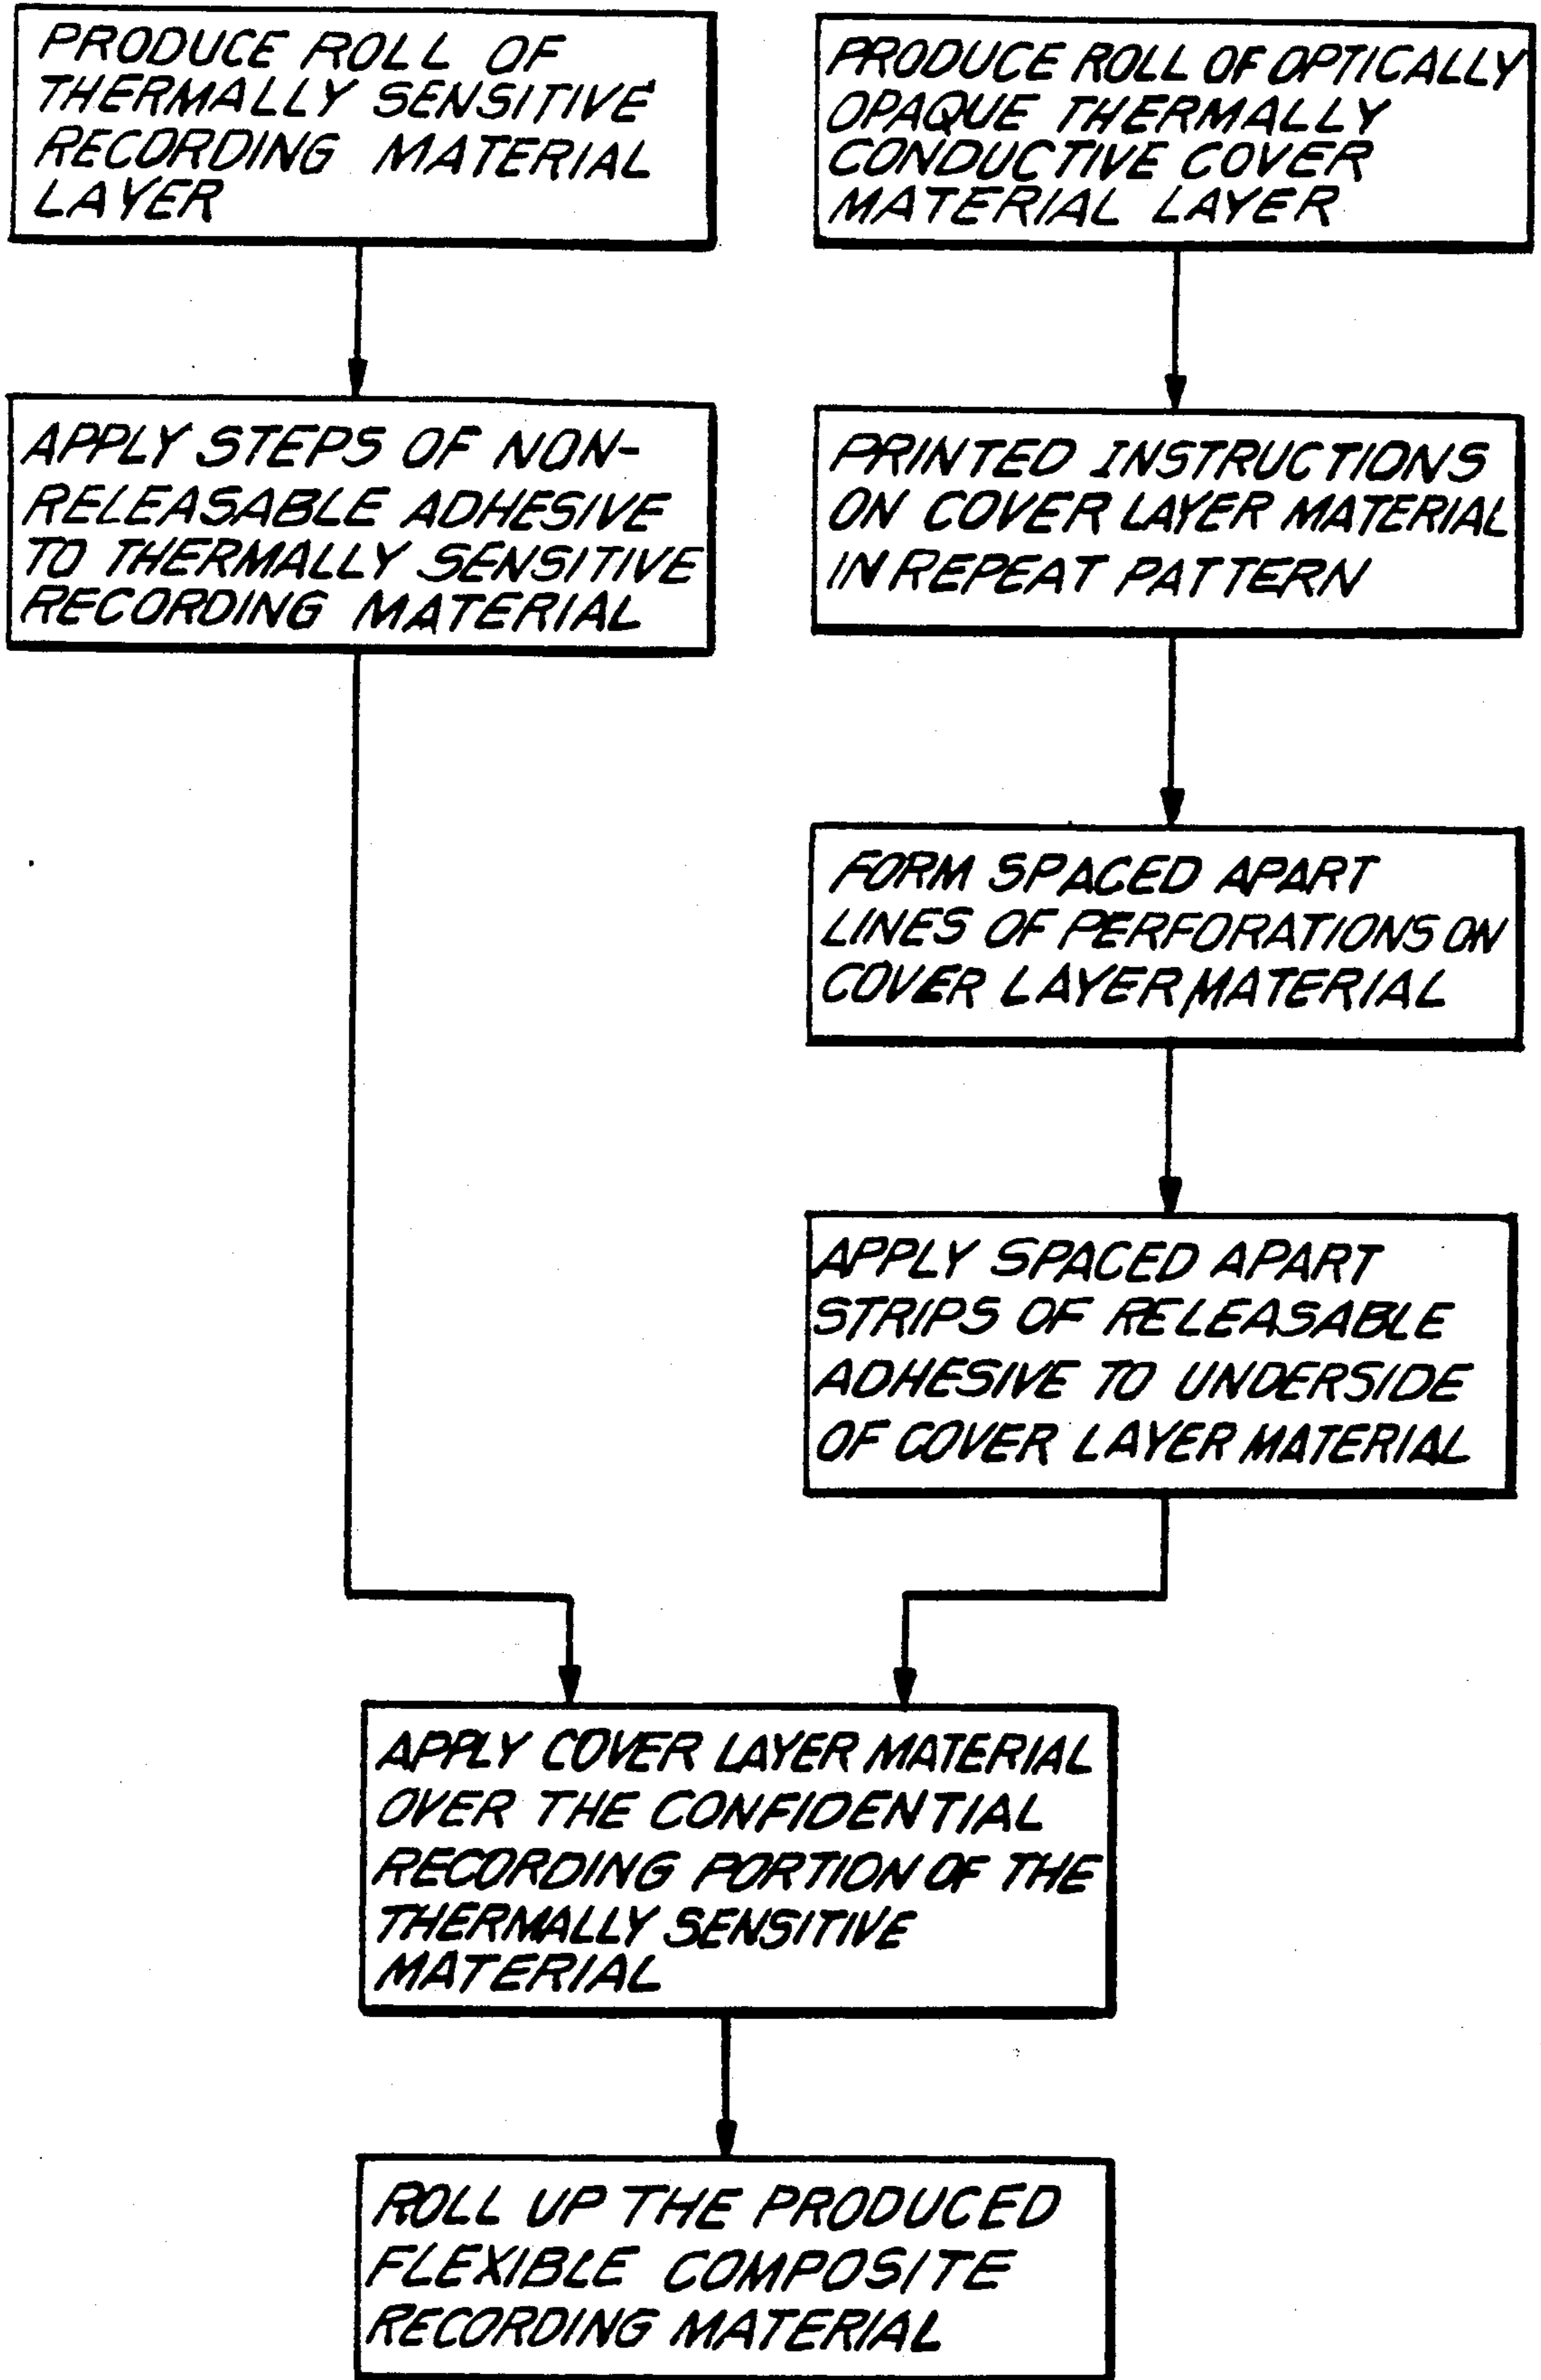 PRODUCE ROLL OF
THERMALLY SENSITIVE
RECORDING MATERIAL
LAYER
PRODUCE ROLL OF OPTICALLY
OPAQUE THERMALLY
CONDUCTIVE COVER
MATERIAL LAYER
APPLY STEPS OF NON-
RELEASABLE ADHESIVE
TO THERMALLY SENSITIVE
RECORDING MATERIAL
PRINTED INSTRUCTIONS
ON COVER LAYER MATERIAL
IN REPEAT PATTERN
FORM SPACED APART
LINES OF PERFORATIONS ON
COVER LAYER MATERIAL
APPLY SPACED APART
STRIPS OF RELEASABLE
ADHESIVE TO UNDERSIDE
OF COVER LAYER MATERIAL
APPLY COVER LAYER MATERIAL
OVER THE CONFIDENTIAL
RECORDING PORTION OF THE
THERMALLY SENSITIVE
MATERIAL
ROLL UP THE PRODUCED
FLEXIBLE COMPOSITE
RECORDING MATERIAL